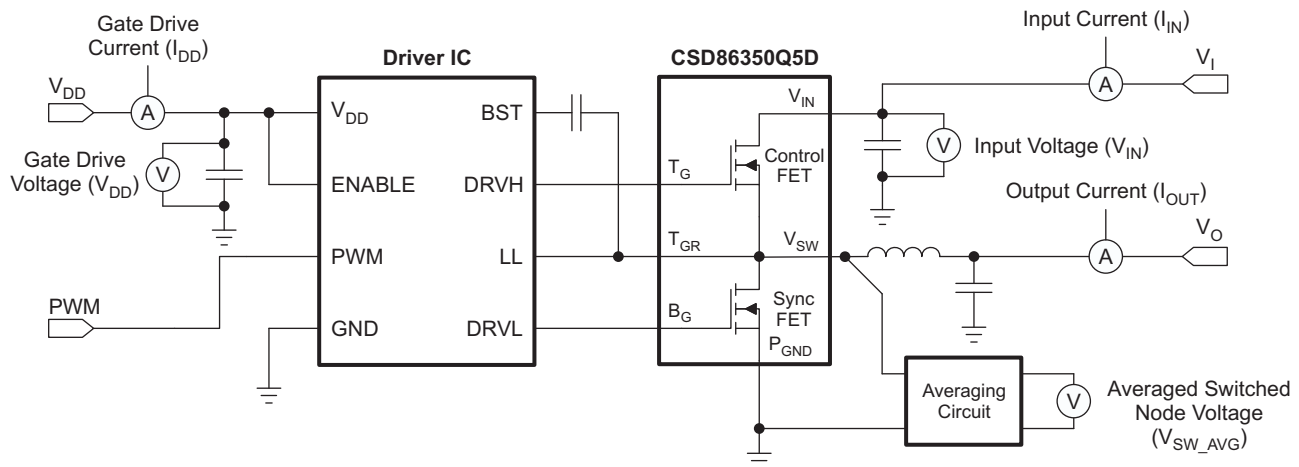 Gate Drive
Current (I_DD)
Input Current (I_IN)
Driver IC
CSD86350Q5D
V_DD
A
V_DD
BST
V_IN
A
V_I
Gate Drive
Voltage (V_DD)
V
ENABLE
DRVH
T_G
Control
FET
V
Input Voltage (V_IN)
Output Current (I_OUT)
PWM
LL
T_GR
V_SW
A
V_O
PWM
GND
DRVL
B_G
Sync
FET
P_GND
Averaging
Circuit
V
Averaged Switched
Node Voltage
(V_SW_AVG)